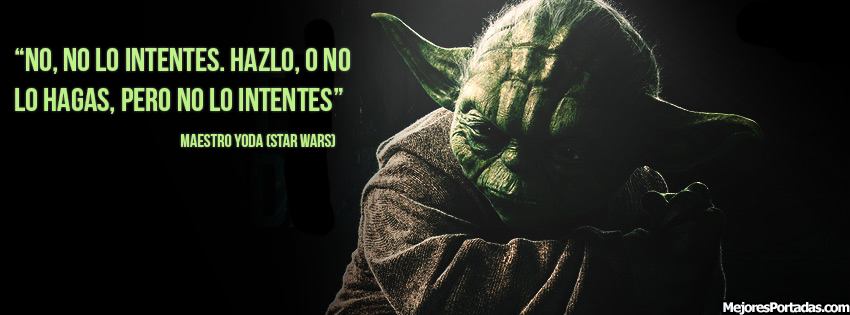 “NO, NO LO INTENTES. HAZLO, O NO
LO HAGAS, PERO NO LO INTENTES”
MAESTRO YODA (STAR WARS)
MejoresPortadas.com